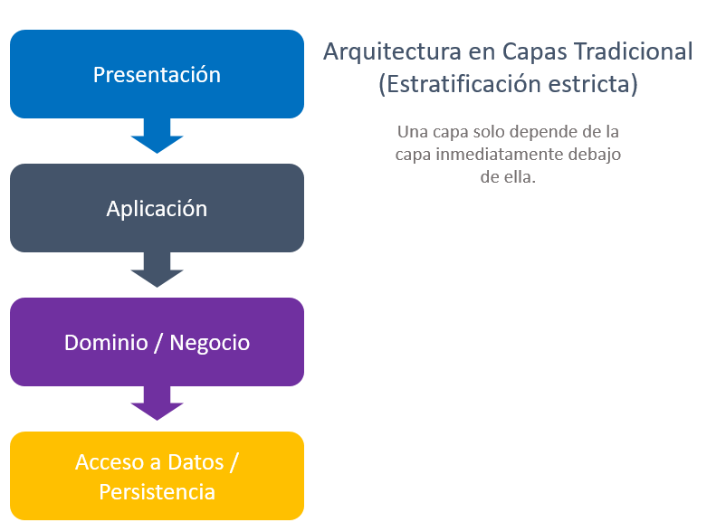 Presentación
Arquitectura en Capas Tradicional
(Estratificación estricta)
Una capa solo depende de la
capa inmediatamente debajo
de ella.
Aplicación
Dominio / Negocio
Acceso a Datos /
Persistencia